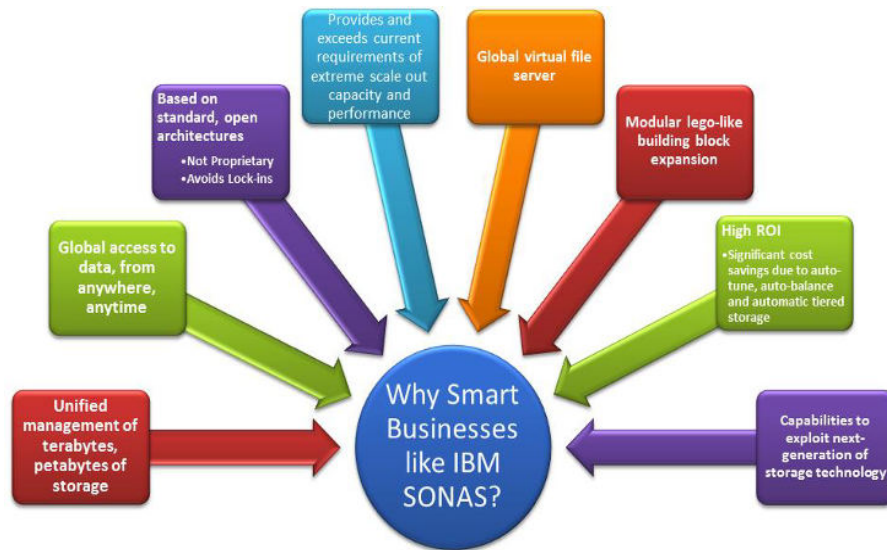 Unified
management of
terabytes,
petabytes of
storage
Global access to
data, from
anywhere,
anytime
Based on
standard, open
architectures
•Not Proprietary
•Avoids Lock-ins
Provides and
exceeds current
requirements of
extreme scale out
capacity and
performance
Global virtual file
server
Modular lego-like
building block
expansion
High ROI
•Significant cost
savings due to auto-
tune, auto-balance
and automatic tiered
storage
Capabilities to
exploit next-
generation of
storage technology
Why Smart
Businesses
like IBM
SONAS?